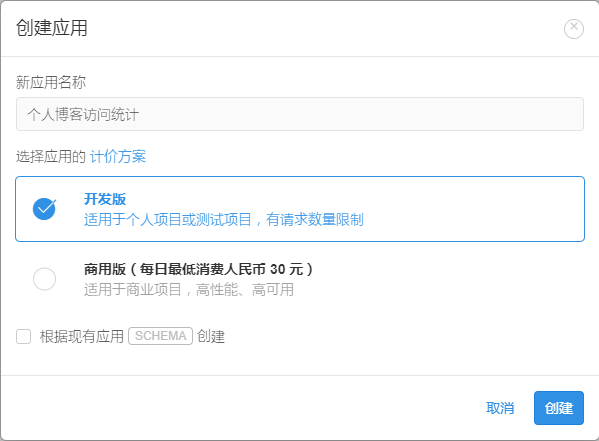 创建应用
新应用名称
个人博客访问统计
选择应用的 计价方案
开发版
适用于个人项目或测试项目，有请求数量限制
商用版（每日最低消费人民币 30 元）
适用于商业项目，高性能、高可用
根据现有应用 SCHEMA 创建
取消 创建